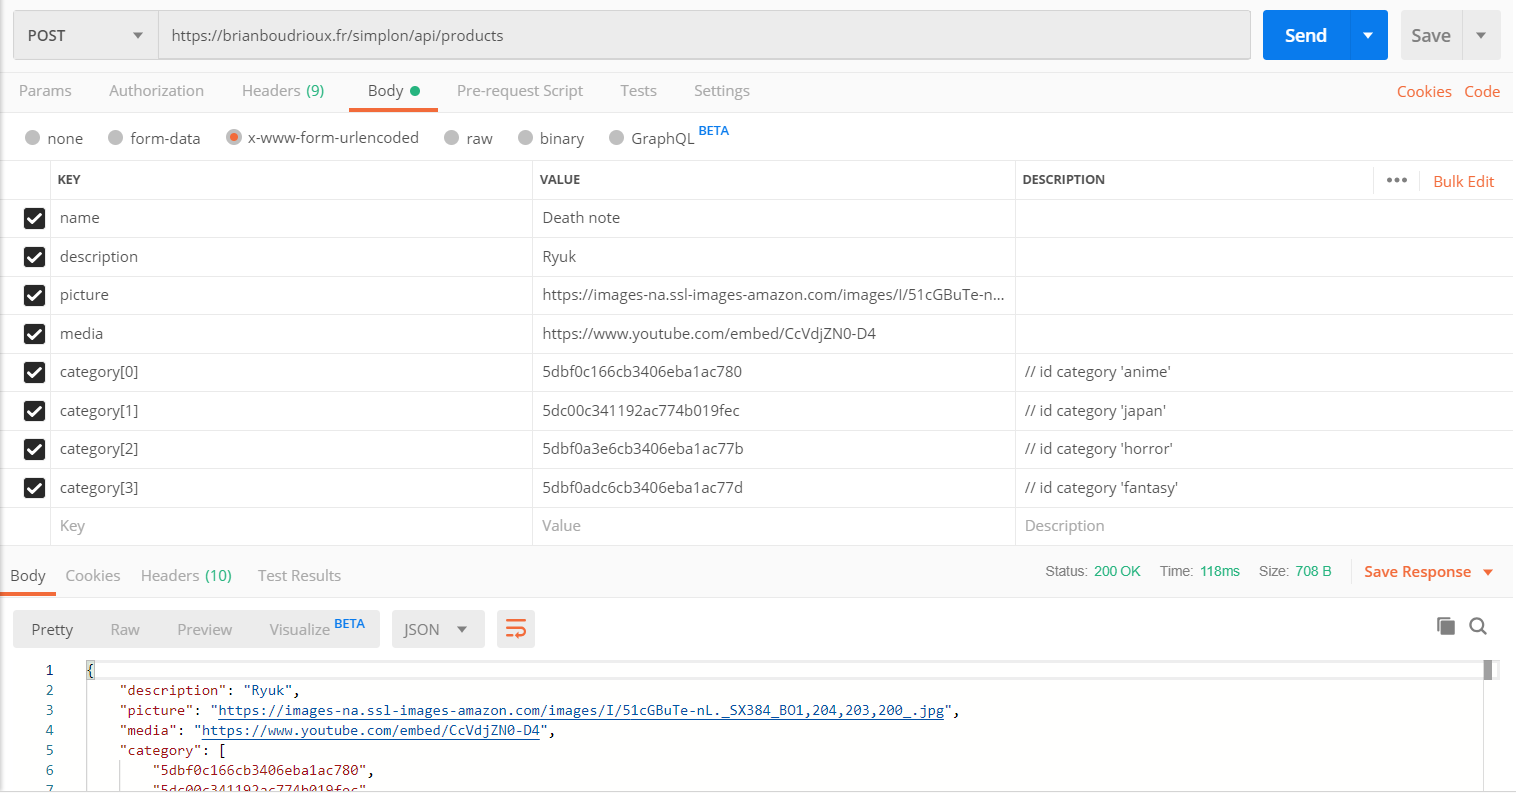 POST https://brianboudrioux.fr/simplon/api/products Send Save
Params Authorization Headers (9) Body Pre-request Script Tests Settings Cookies Code
none form-data x-www-form-urlencoded raw binary GraphQL BETA
KEY VALUE DESCRIPTION ••• Bulk Edit
name Death note
description Ryuk
picture https://images-na.ssl-images-amazon.com/images/I/51cGBuTe-n...
media https://www.youtube.com/embed/CcVdjZN0-D4
category[0] 5dbf0c166cb3406eba1ac780 // id category 'anime'
category[1] 5dc00c341192ac774b019fec // id category 'japan'
category[2] 5dbf0a3e6cb3406eba1ac77b // id category 'horror'
category[3] 5dbf0adc6cb3406eba1ac77d // id category 'fantasy'
Key Value Description
Body Cookies Headers (10) Test Results Status: 200 OK Time: 118ms Size: 708 B Save Response
Pretty Raw Preview Visualize BETA JSON
1 {
2 "description": "Ryuk",
3 "picture": "https://images-na.ssl-images-amazon.com/images/I/51cGBuTe-nL._SX384_BO1,204,203,200_.jpg",
4 "media": "https://www.youtube.com/embed/CcVdjZN0-D4",
5 "category": [
6 "5dbf0c166cb3406eba1ac780",
7 "5dc00c341192ac774b019fec"